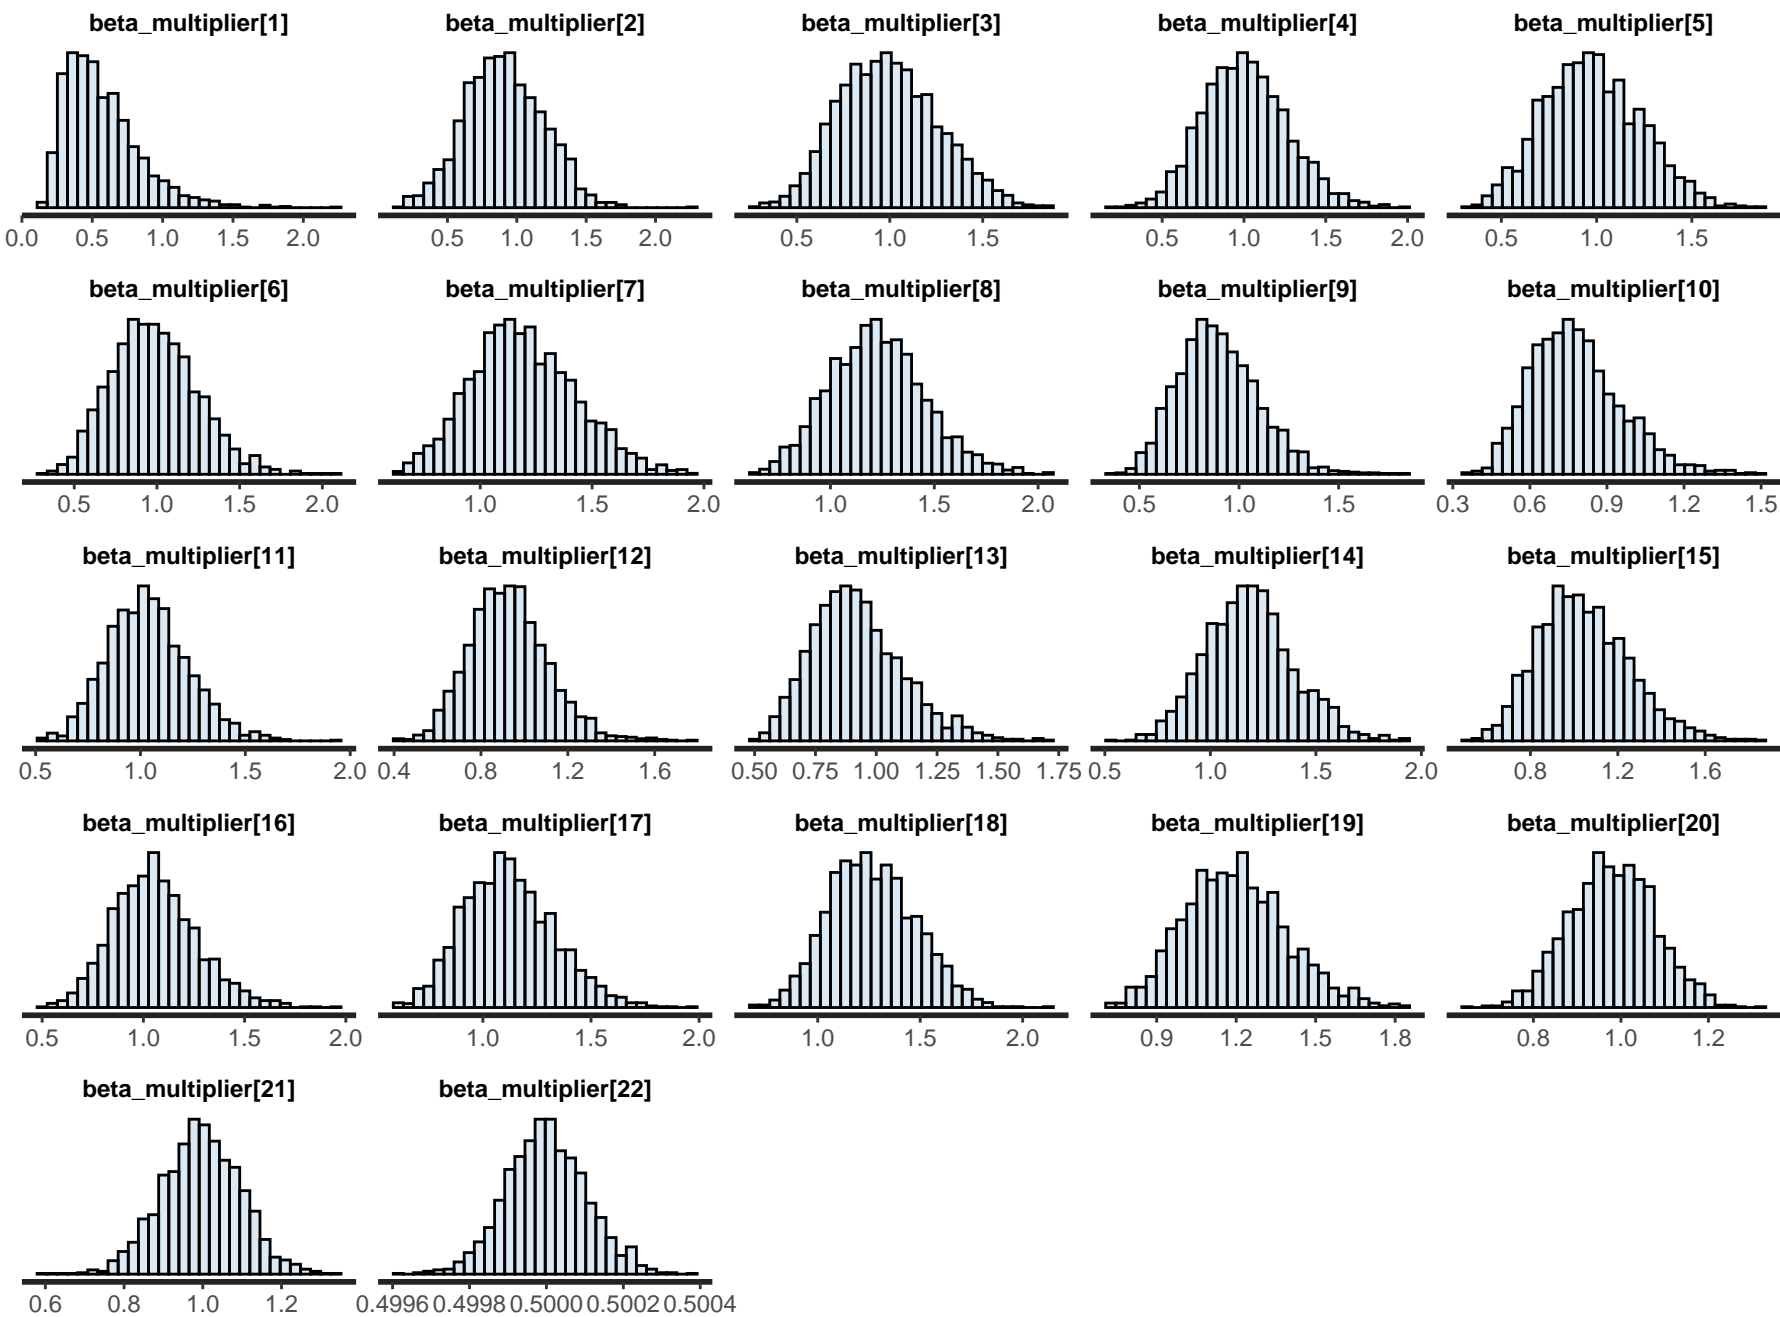 beta_multiplier[1] beta_multiplier[2] beta_multiplier[3] beta_multiplier[4] beta_multiplier[5]
0.0 0.5 1.0 1.5 2.0 0.5 1.0 1.5 2.0 0.5 1.0 1.5 0.5 1.0 1.5 2.0 0.5 1.0 1.5
beta_multiplier[6] beta_multiplier[7] beta_multiplier[8] beta_multiplier[9] beta_multiplier[10]
0.5 1.0 1.5 2.0 1.0 1.5 2.0 1.0 1.5 2.0 0.5 1.0 1.5 0.3 0.6 0.9 1.2 1.5
beta_multiplier[11] beta_multiplier[12] beta_multiplier[13] beta_multiplier[14] beta_multiplier[15]
0.5 1.0 1.5 2.0 0.4 0.8 1.2 1.6 0.50 0.75 1.00 1.25 1.50 1.75 0.5 1.0 1.5 2.0 0.8 1.2 1.6
beta_multiplier[16] beta_multiplier[17] beta_multiplier[18] beta_multiplier[19] beta_multiplier[20]
0.5 1.0 1.5 2.0 1.0 1.5 2.0 1.0 1.5 2.0 0.9 1.2 1.5 1.8 0.8 1.0 1.2
beta_multiplier[21] beta_multiplier[22]
0.6 0.8 1.0 1.2 0.4996 0.4998 0.5000 0.5002 0.5004